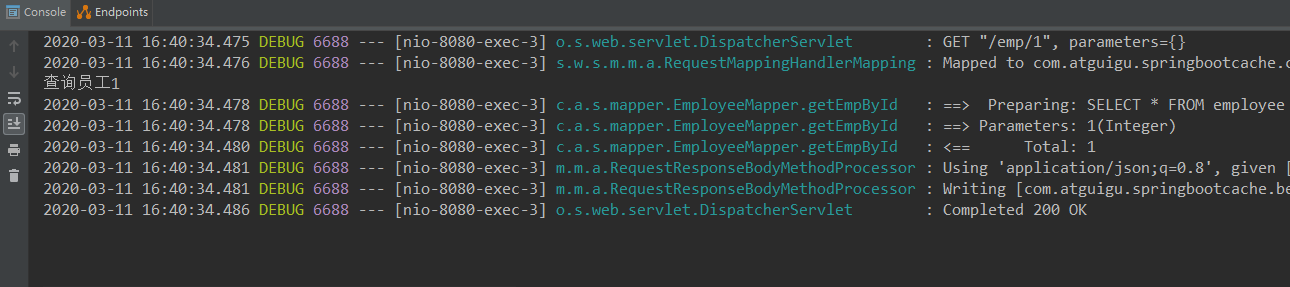 Console Endpoints
2020-03-11 16:40:34.475 DEBUG 6688 --- [nio-8080-exec-3] o.s.web.servlet.DispatcherServlet : GET "/emp/1", parameters={}
2020-03-11 16:40:34.476 DEBUG 6688 --- [nio-8080-exec-3] s.w.s.m.m.a.RequestMappingHandlerMapping : Mapped to com.atguigu.springbootcache.c
查询员工1
2020-03-11 16:40:34.478 DEBUG 6688 --- [nio-8080-exec-3] c.a.s.mapper.EmployeeMapper.getEmpById : ==> Preparing: SELECT * FROM employee
2020-03-11 16:40:34.478 DEBUG 6688 --- [nio-8080-exec-3] c.a.s.mapper.EmployeeMapper.getEmpById : ==> Parameters: 1(Integer)
2020-03-11 16:40:34.480 DEBUG 6688 --- [nio-8080-exec-3] c.a.s.mapper.EmployeeMapper.getEmpById : <== Total: 1
2020-03-11 16:40:34.481 DEBUG 6688 --- [nio-8080-exec-3] m.m.a.RequestResponseBodyMethodProcessor : Using 'application/json;q=0.8', given [
2020-03-11 16:40:34.481 DEBUG 6688 --- [nio-8080-exec-3] m.m.a.RequestResponseBodyMethodProcessor : Writing [com.atguigu.springbootcache.be
2020-03-11 16:40:34.486 DEBUG 6688 --- [nio-8080-exec-3] o.s.web.servlet.DispatcherServlet : Completed 200 OK